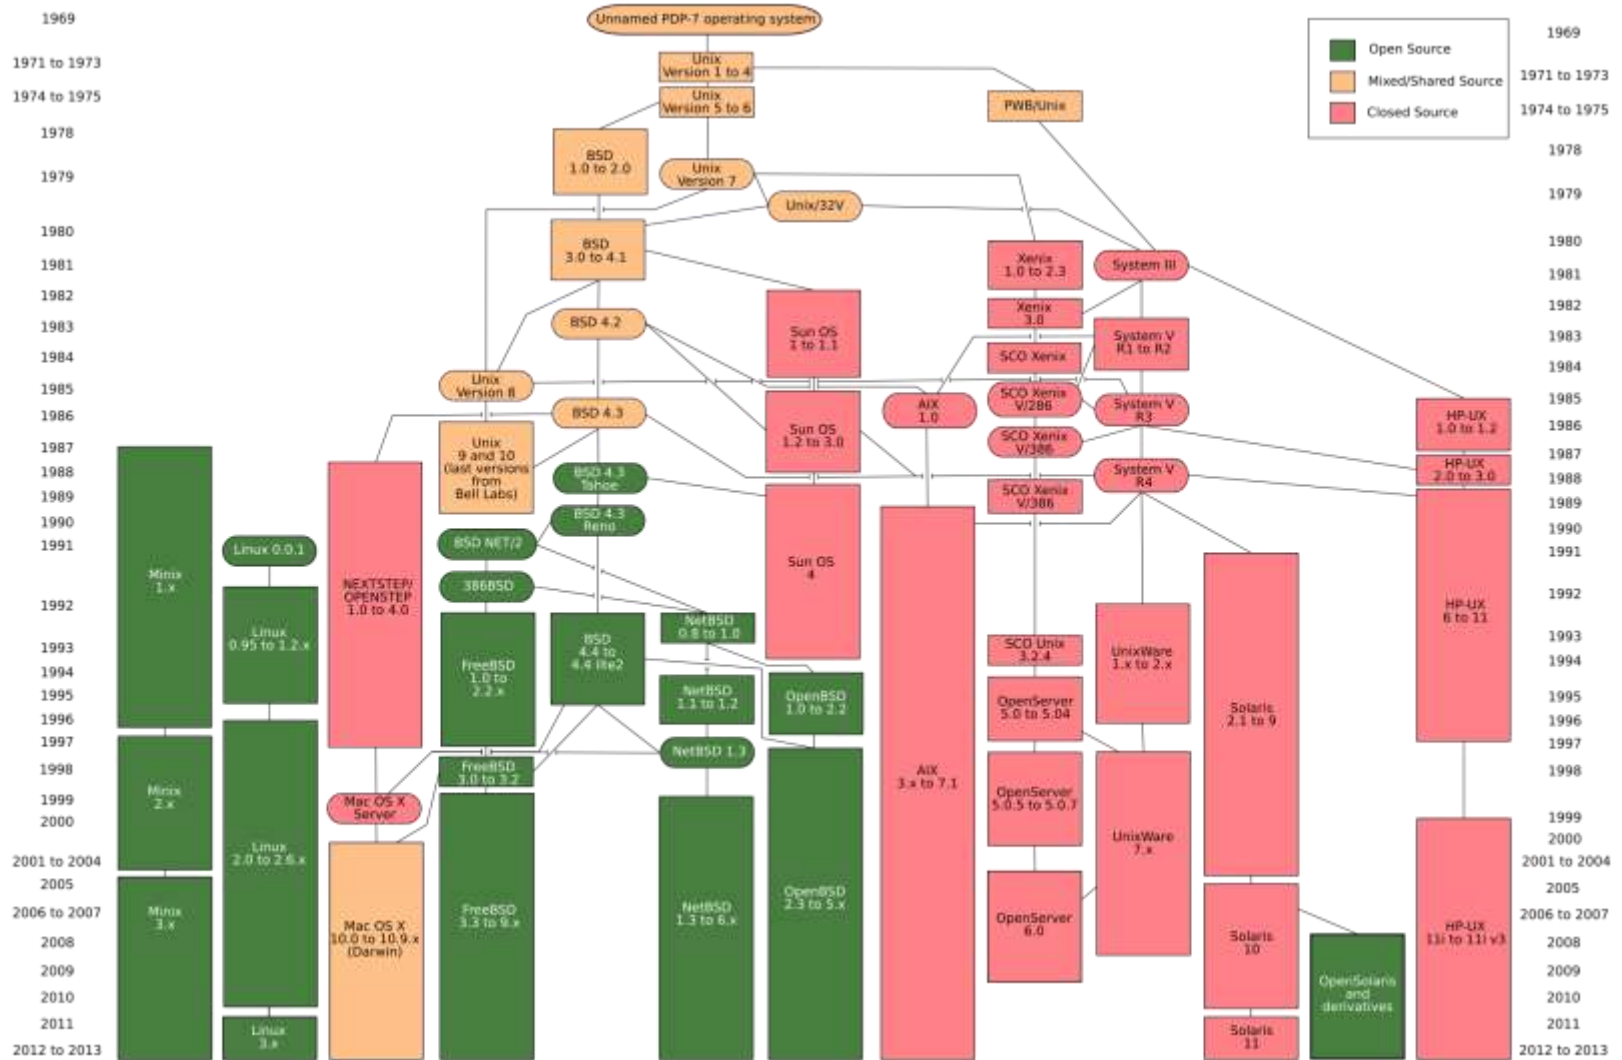 1969
1971 to 1973
1974 to 1975
1978
1979
1980
1981
1982
1983
1984
1985
1986
1987
1988
1989
1990
1991
1992
1993
1994
1995
1996
1997
1998
1999
2000
2001 to 2004
2005
2006 to 2007
2008
2009
2010
2011
2012 to 2013
Unnamed PDP-7 operating system
Unix
Version 1 to 4
Unix
Version 5 to 6
PWB/Unix
BSD
1.0 to 2.0
Unix
Version 7
Unix/32V
BSD
3.0 to 4.1
Xenix
1.0 to 2.3
System III
Xenix
3.0
BSD 4.2
Sun OS
1 to 1.1
System V
R1 to R2
SCO Xenix
Unix
Version 8
SCO Xenix
V/286
AIX
1.0
System V
R3
BSD 4.3
HP-UX
1.0 to 1.2
Sun OS
1.2 to 3.0
SCO Xenix
V/386
Unix
9 and 10
(last versions
from
Bell Labs)
HP-UX
2.0 to 3.0
BSD 4.3
Tahoe
System V
R4
SCO Xenix
V/386
BSD 4.3
Reno
BSD NET/2
Linux 0.0.1
Sun OS
4
Minix
1.x
386BSD
NEXTSTEP/
OPENSTEP
1.0 to 4.0
HP-UX
6 to 11
NetBSD
0.8 to 1.0
Linux
0.95 to 1.2.x
BSD
4.4 to
4.4 lite2
SCO Unix
3.2.4
UnixWare
1.x to 2.x
FreeBSD
1.0 to
2.2.x
NetBSD
1.1 to 1.2
OpenBSD
1.0 to 2.2
OpenServer
5.0 to 5.04
Solaris
2.1 to 9
NetBSD 1.3
FreeBSD
3.0 to 3.2
AIX
3.x to 7.1
Minix
2.x
OpenServer
5.0.5 to 5.0.7
Mac OS X
Server
Linux
2.0 to 2.6.x
UnixWare
7.x
OpenBSD
2.3 to 5.x
Minix
3.x
FreeBSD
3.3 to 9.x
NetBSD
1.3 to 6.x
OpenServer
6.0
Mac OS X
10.0 to 10.9.x
(Darwin)
Solaris
10
HP-UX
11i to 11i v3
OpenSolaris
and
derivatives
Linux
3.x
Solaris
11
Open Source
Mixed/Shared Source
Closed Source
1969
1971 to 1973
1974 to 1975
1978
1979
1980
1981
1982
1983
1984
1985
1986
1987
1988
1989
1990
1991
1992
1993
1994
1995
1996
1997
1998
1999
2000
2001 to 2004
2005
2006 to 2007
2008
2009
2010
2011
2012 to 2013